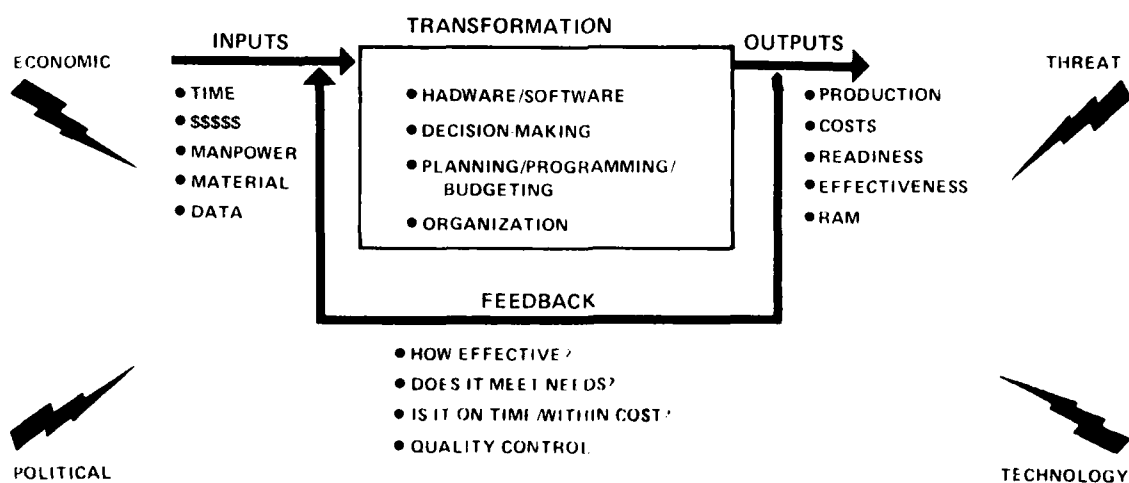 TRANSFORMATION
INPUTS
OUTPUTS
ECONOMIC
THREAT
• TIME
• $$$$$
• MANPOWER
• MATERIAL
• DATA
• HADWARE/SOFTWARE
• DECISION-MAKING
• PLANNING/PROGRAMMING/
BUDGETING
• ORGANIZATION
• PRODUCTION
• COSTS
• READINESS
• EFFECTIVENESS
• RAM
FEEDBACK
• HOW EFFECTIVE?
• DOES IT MEET NEEDS?
• IS IT ON TIME/WITHIN COST?
• QUALITY CONTROL
POLITICAL
TECHNOLOGY